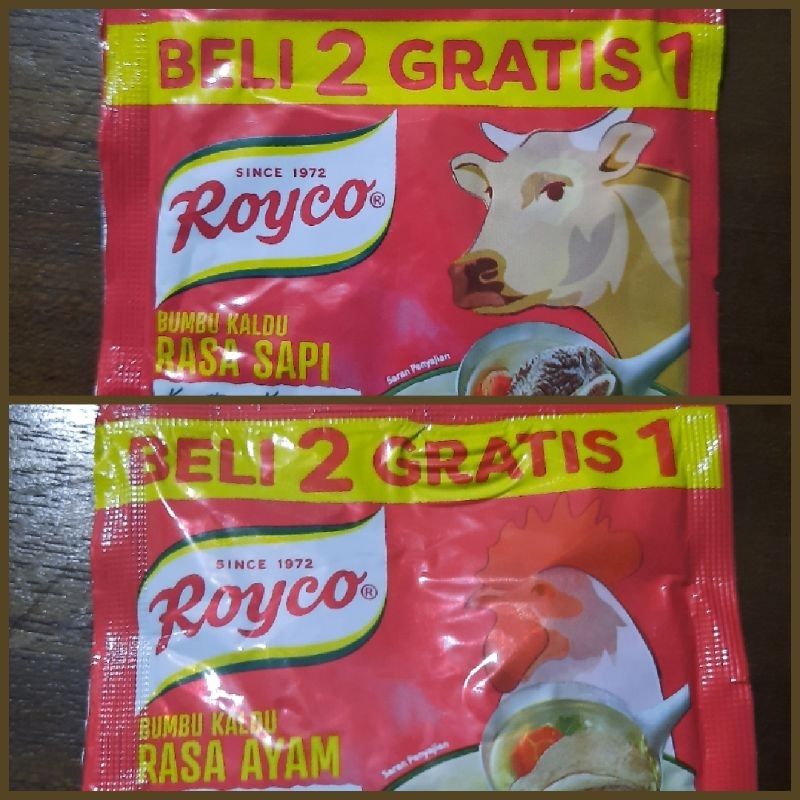 BELI 2 GRATIS 1
SINCE 1972
Royco®
BUMBU KALDU
RASA SAPI
Saran Penyajian
BELI 2 GRATIS 1
SINCE 1972
Royco®
BUMBU KALDU
RASA AYAM
Saran Penyajian